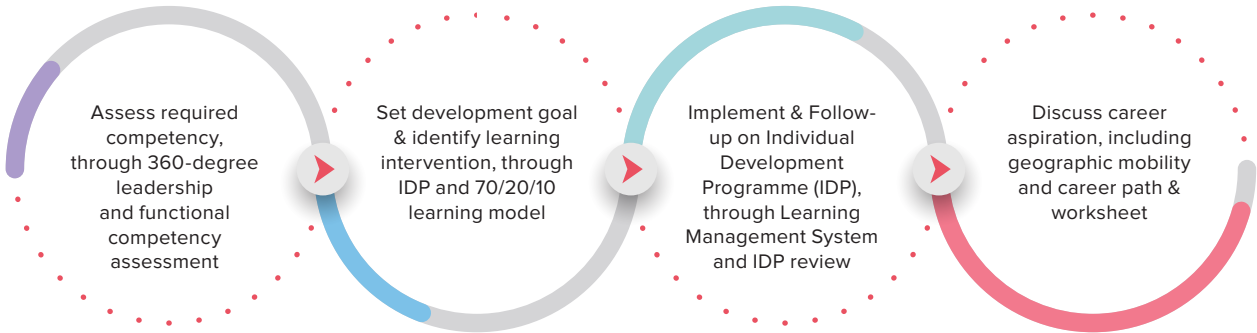 Assess required
competency,
through 360-degree
leadership
and functional
competency
assessment
Set development goal
& identify learning
intervention, through
IDP and 70/20/10
learning model
Implement & Follow-
up on Individual
Development
Programme (IDP),
through Learning
Management System
and IDP review
Discuss career
aspiration, including
geographic mobility
and career path &
worksheet